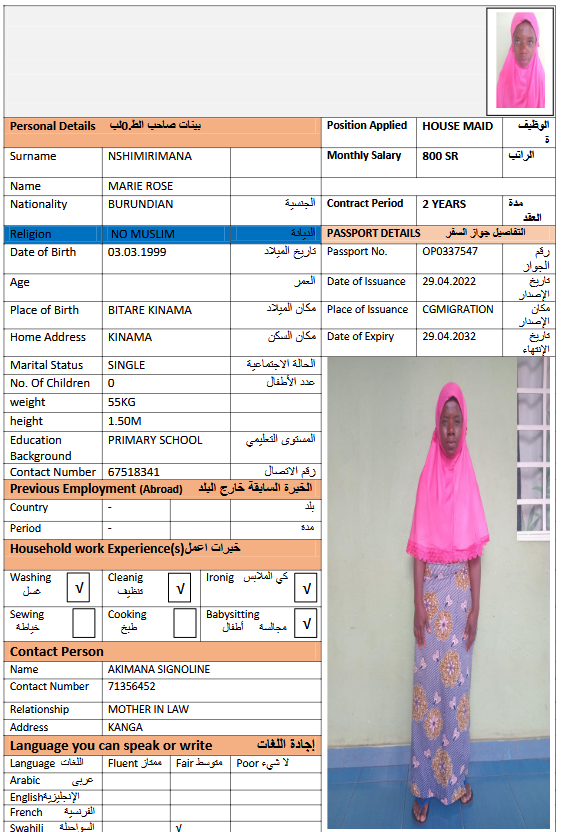 Personal Details بينات صاحب الط.0لب
Position Applied HOUSE MAID الوظيفة
Surname NSHIMIRIMANA
Monthly Salary 800 SR الراتب
Name MARIE ROSE
Nationality BURUNDIAN الجنسية
Contract Period 2 YEARS مدة العقد
Religion NO MUSLIM الديانة
PASSPORT DETAILS التفاصيل جواز السفر
Date of Birth 03.03.1999 تاريخ الميلاد
Passport No. OP0337547 رقم الجواز
Age العمر
Date of Issuance 29.04.2022 تاريخ الإصدار
Place of Birth BITARE KINAMA مكان الميلاد
Place of Issuance CGMIGRATION مكان الإصدار
Home Address KINAMA مكان السكن
Date of Expiry 29.04.2032 تاريخ الإنتهاء
Marital Status SINGLE الحالة الاجتماعية
No. Of Children 0 عدد الأطفال
weight 55KG
height 1.50M
Education Background PRIMARY SCHOOL المستوى التعليمي
Contact Number 67518341 رقم الاتصال
Previous Employment (Abroad) الخبرة السابقة خارج البلد
Country - بلد
Period - مدة
Household work Experience(s) خبرات اعمل
Washing غسل √ Cleanig تنظيف √ Ironig كي الملابس √
Sewing خياطة Cooking طبخ Babysitting مجالسة أطفال √
Contact Person
Name AKIMANA SIGNOLINE
Contact Number 71356452
Relationship MOTHER IN LAW
Address KANGA
Language you can speak or write إجادة اللغات
Language اللغات Fluent ممتاز Fair متوسط Poor لا شيء
Arabic عربى
English الإنجليزية
French الفرنسية
Swahili السواحيلة √